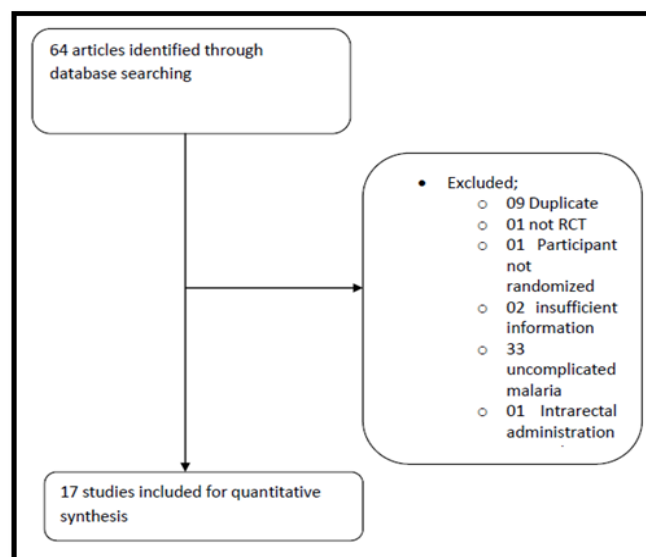 64 articles identified through
database searching
• Excluded;
o 09 Duplicate
o 01 not RCT
o 01 Participant
not
randomized
o 02 insufficient
information
o 33
uncomplicated
malaria
o 01 Intrarectal
administration
17 studies included for quantitative
synthesis